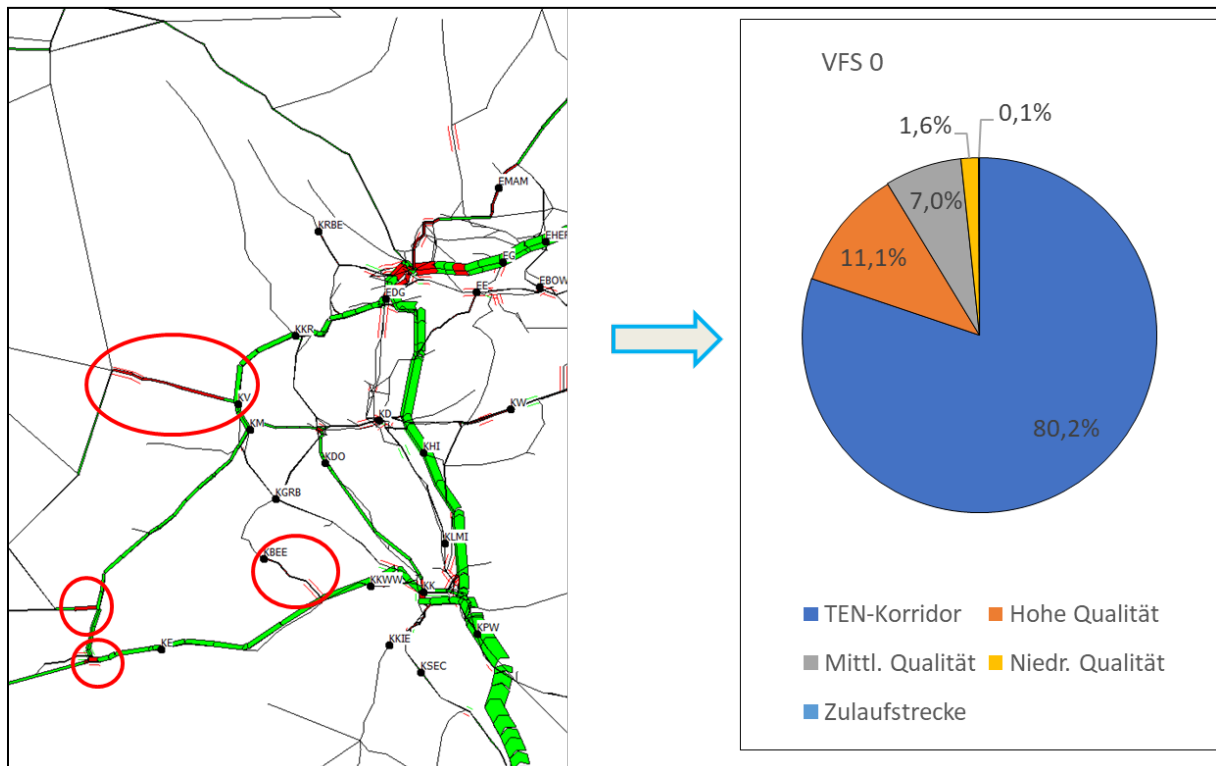 EMAM
KRBE
EHER
EG
EBOW
EE
EDG
KKR
KV
KD
KW
KM
KHI
KDO
KGRB
KLMI
KBEE
KKWW
KK
KPW
KE
KKIE
KSEC
VFS 0
0,1%
1,6%
7,0%
11,1%
80,2%
TEN-Korridor
Hohe Qualität
Mittl. Qualität
Niedr. Qualität
Zulaufstrecke